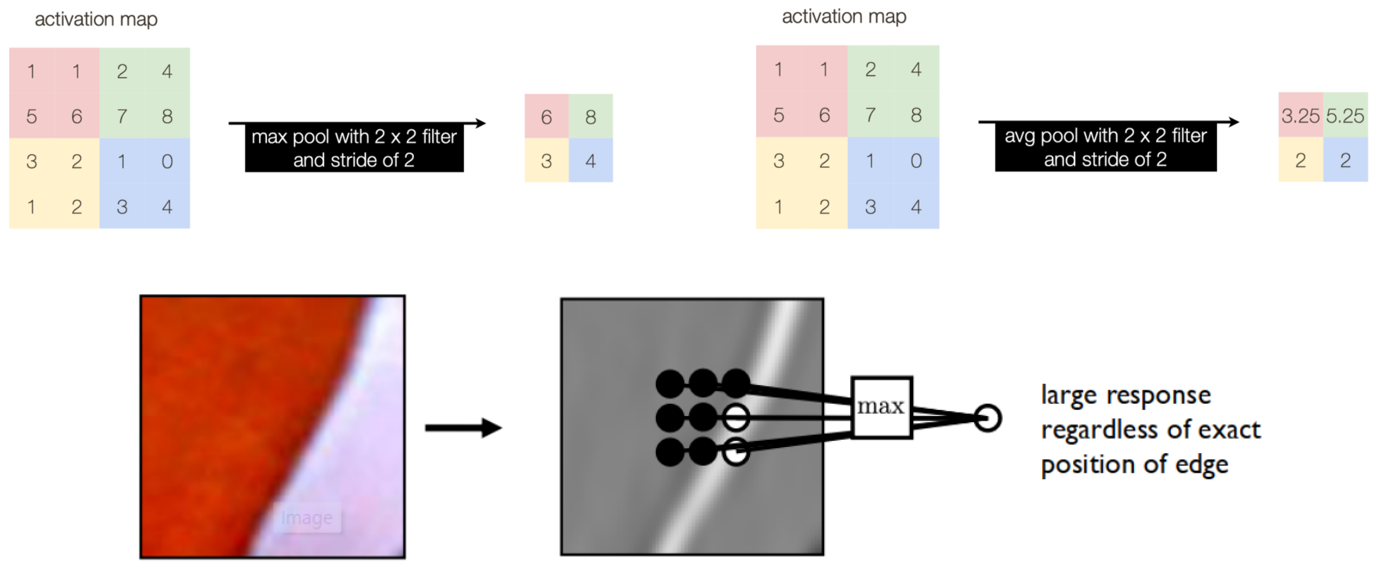 activation map
1 1 2 4
5 6 7 8
3 2 1 0
1 2 3 4
max pool with 2 x 2 filter
and stride of 2
6 8
3 4
activation map
1 1 2 4
5 6 7 8
3 2 1 0
1 2 3 4
avg pool with 2 x 2 filter
and stride of 2
3.25 5.25
2 2
Image
max
large response
regardless of exact
position of edge